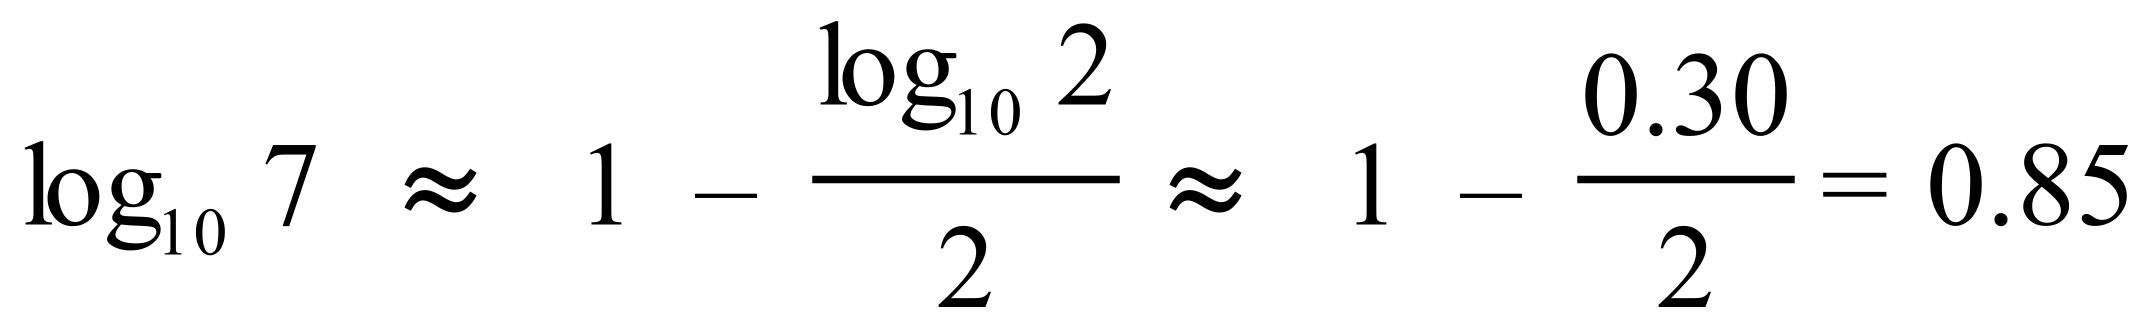 log₁₀ 7 ≈ 1 − log₁₀ 2 / 2 ≈ 1 − 0.30 / 2 = 0.85